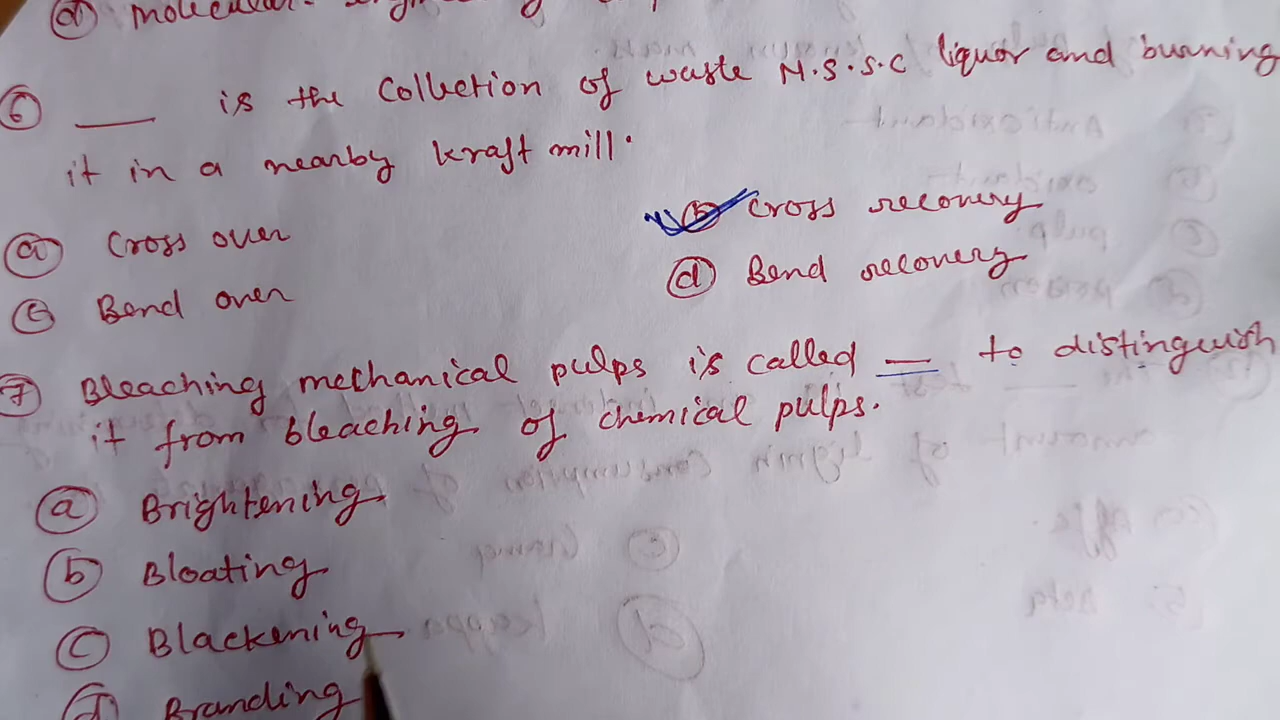 d molecular
6 ___ is the collection of waste N.S.S.C liquor and burning
it in a nearby kraft mill.
a Cross over
b Cross recovery
c Bend over
d Bend recovery
7 Bleaching mechanical pulps is called ___ to distinguish
it from bleaching of chemical pulps.
a Brightening
b Bloating
c Blackening
d Branding